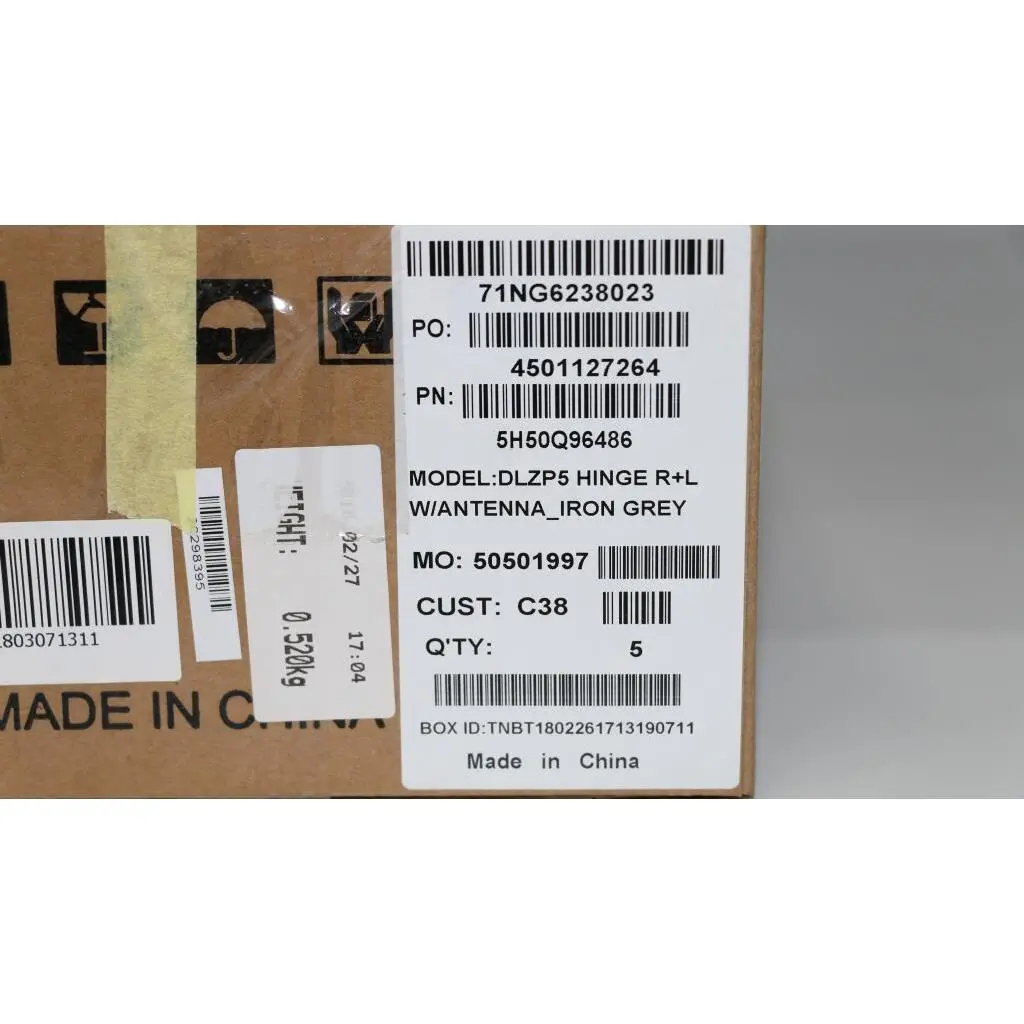 71NG6238023
PO:
4501127264
PN:
5H50Q96486
MODEL:DLZP5 HINGE R+L
W/ANTENNA_IRON GREY
MO: 50501997
CUST: C38
Q'TY: 5
BOX ID:TNBT1802261713190711
Made in China
02/27 17:04
WEIGHT: 0.520kg
298395
1803071311
MADE IN CHINA